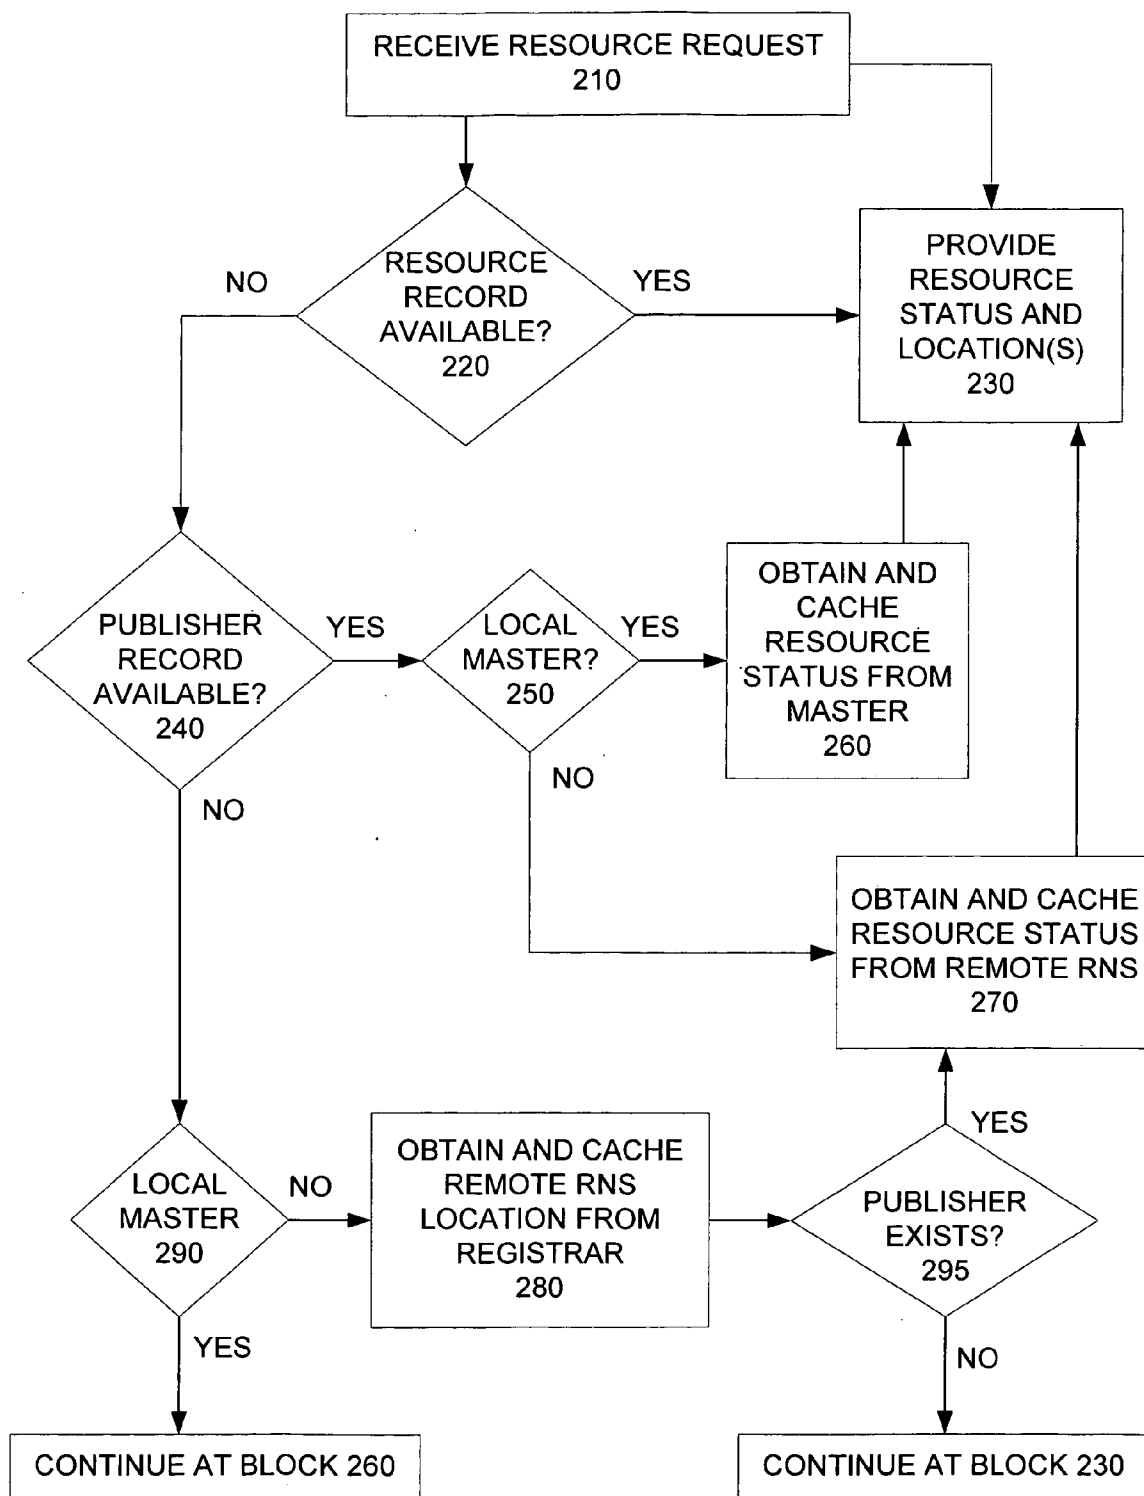 RECEIVE RESOURCE REQUEST
210
RESOURCE
RECORD
AVAILABLE?
220
NO
YES
PROVIDE
RESOURCE
STATUS AND
LOCATION(S)
230
PUBLISHER
RECORD
AVAILABLE?
240
YES
NO
LOCAL
MASTER?
250
YES
NO
OBTAIN AND
CACHE
RESOURCE
STATUS FROM
MASTER
260
OBTAIN AND CACHE
RESOURCE STATUS
FROM REMOTE RNS
270
LOCAL
MASTER
290
NO
YES
OBTAIN AND CACHE
REMOTE RNS
LOCATION FROM
REGISTRAR
280
PUBLISHER
EXISTS?
295
YES
NO
CONTINUE AT BLOCK 260
CONTINUE AT BLOCK 230